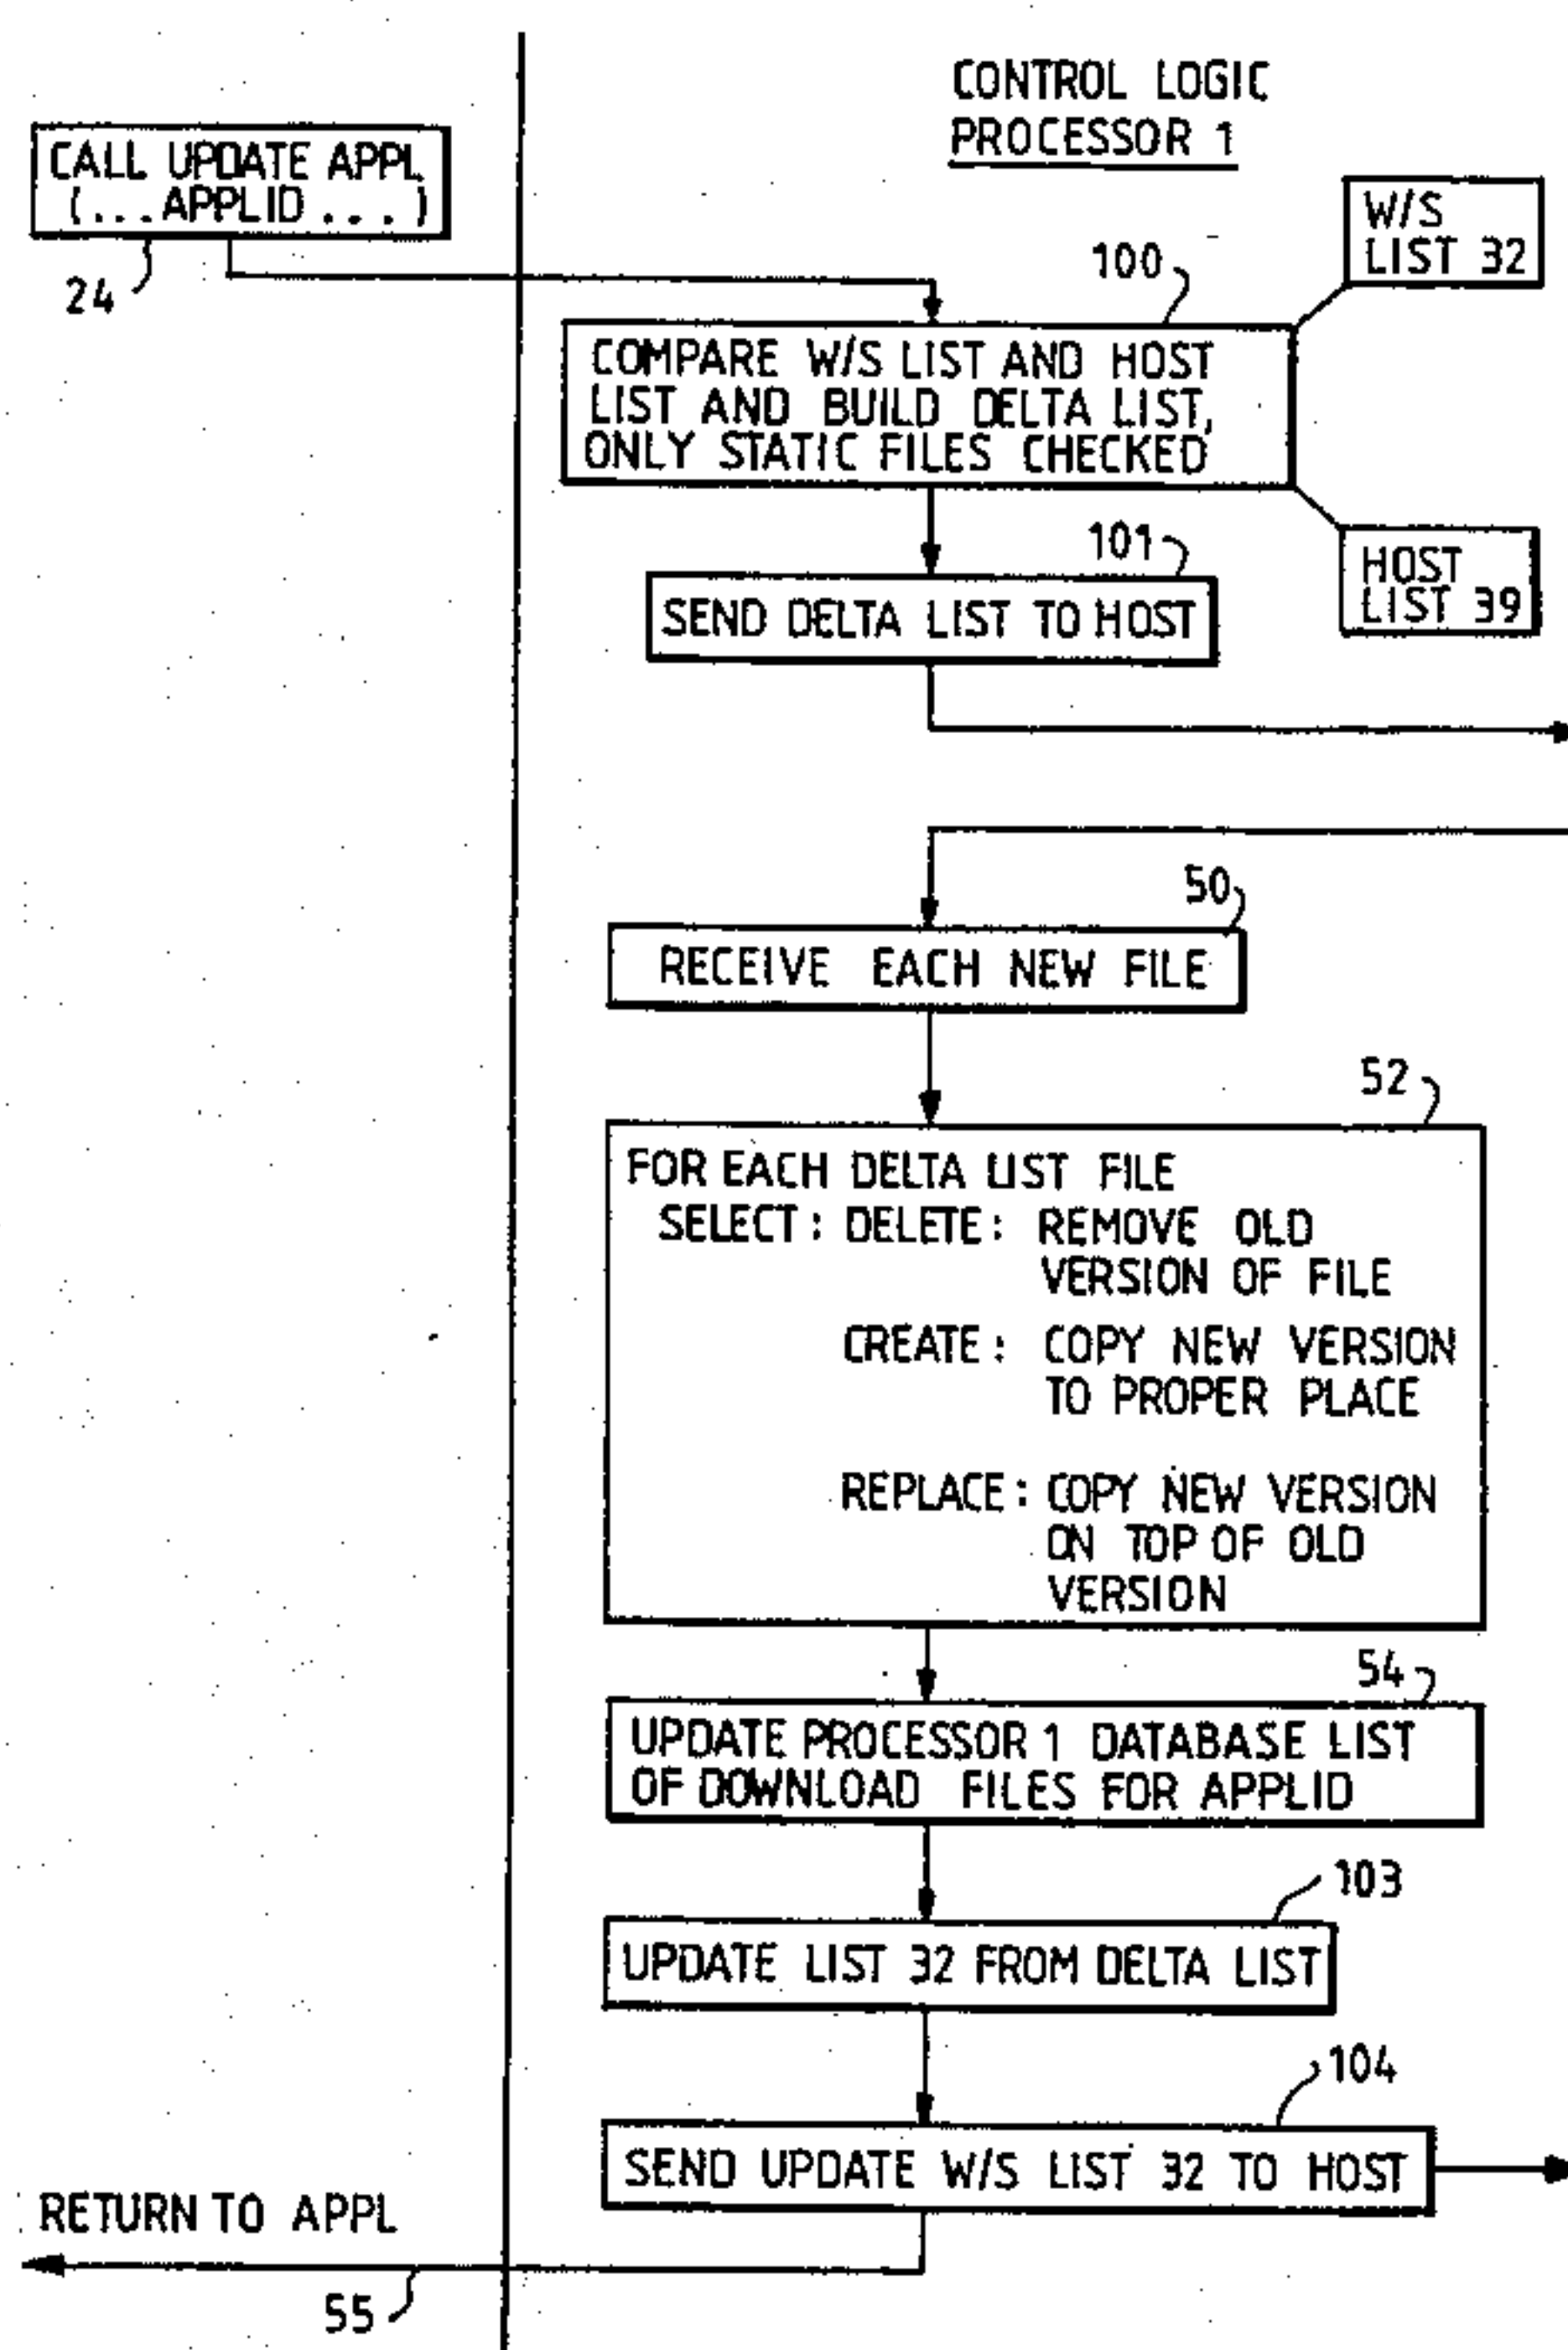 CONTROL LOGIC
PROCESSOR 1
CALL UPDATE APPL
(...APPLID...)
24
W/S
LIST 32
100
COMPARE W/S LIST AND HOST
LIST AND BUILD DELTA LIST,
ONLY STATIC FILES CHECKED
101
HOST
LIST 39
SEND DELTA LIST TO HOST
50
RECEIVE EACH NEW FILE
52
FOR EACH DELTA LIST FILE
SELECT: DELETE: REMOVE OLD
VERSION OF FILE
CREATE: COPY NEW VERSION
TO PROPER PLACE
REPLACE: COPY NEW VERSION
ON TOP OF OLD
VERSION
54
UPDATE PROCESSOR 1 DATABASE LIST
OF DOWNLOAD FILES FOR APPLID
103
UPDATE LIST 32 FROM DELTA LIST
104
SEND UPDATE W/S LIST 32 TO HOST
RETURN TO APPL
55